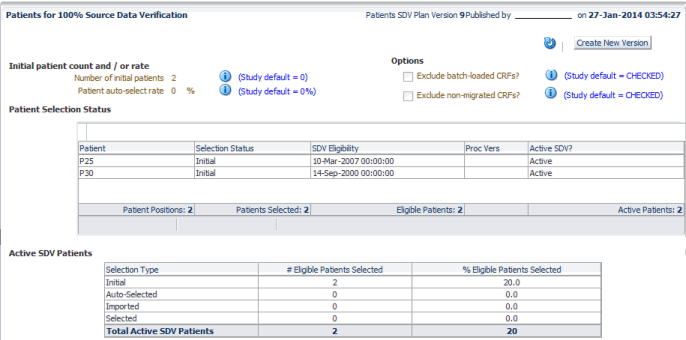 Patients for 100% Source Data Verification Patients SDV Plan Version 9 Published by on 27-Jan-2014 03:54:27
Create New Version
Initial patient count and / or rate Options
Number of initial patients 2 (Study default = 0) Exclude batch-loaded CRFs? (Study default = CHECKED)
Patient auto-select rate 0 % (Study default = 0%) Exclude non-migrated CRFs? (Study default = CHECKED)
Patient Selection Status
Patient Selection Status SDV Eligibility Proc Vers Active SDV?
P25 Initial 10-Mar-2007 00:00:00 Active
P30 Initial 14-Sep-2000 00:00:00 Active
Patient Positions: 2 Patients Selected: 2 Eligible Patients: 2 Active Patients: 2
Active SDV Patients
Selection Type # Eligible Patients Selected % Eligible Patients Selected
Initial 2 20.0
Auto-Selected 0 0.0
Imported 0 0.0
Selected 0 0.0
Total Active SDV Patients 2 20